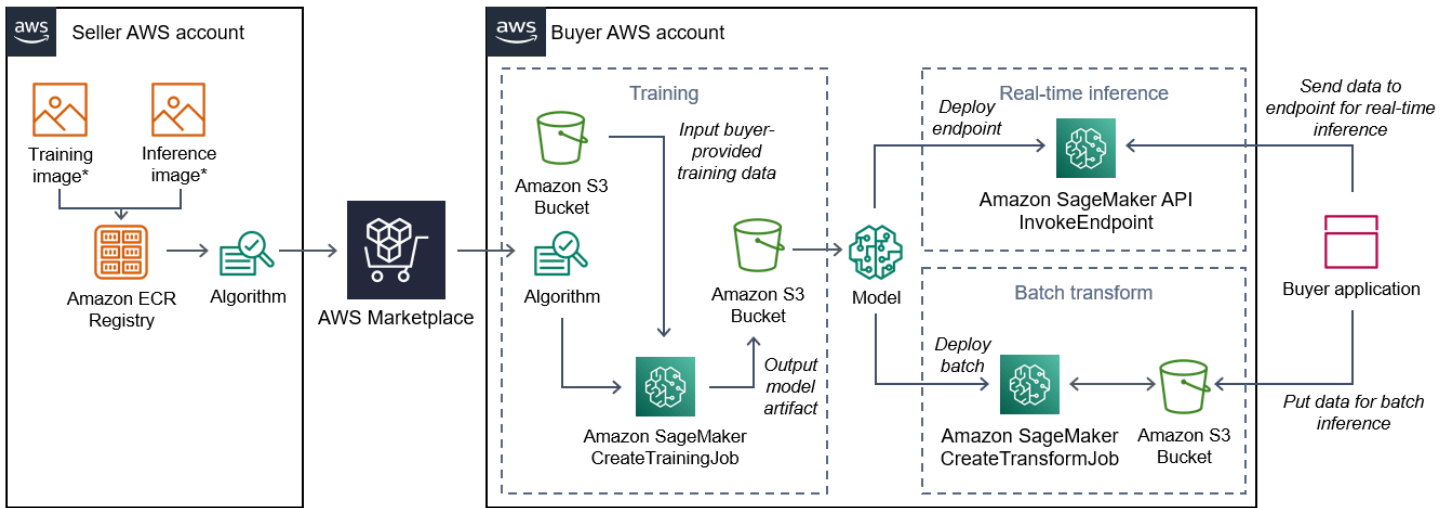 aws
Seller AWS account
Training
image*
Inference
image*
Amazon ECR
Registry
Algorithm
AWS Marketplace
aws
Buyer AWS account
Training
Amazon S3
Bucket
Input buyer-
provided
training data
Algorithm
Amazon S3
Bucket
Output
model
artifact
Amazon SageMaker
CreateTrainingJob
Model
Real-time inference
Deploy
endpoint
Amazon SageMaker API
InvokeEndpoint
Batch transform
Deploy
batch
Amazon SageMaker
CreateTransformJob
Amazon S3
Bucket
Send data to
endpoint for real-time
inference
Buyer application
Put data for batch
inference